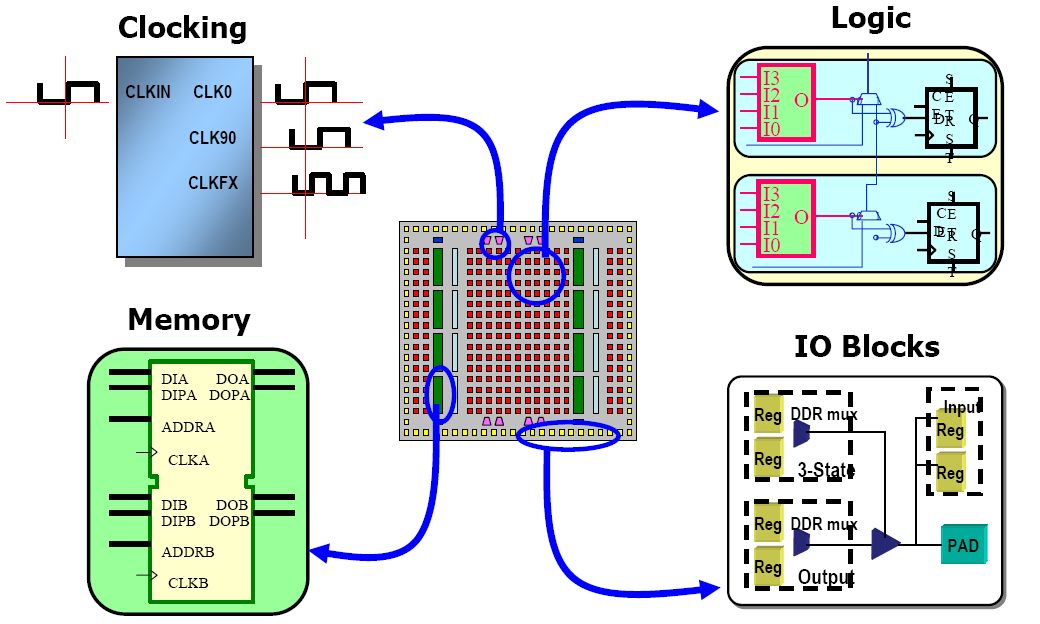 Clocking
CLKIN CLK0
CLK90
CLKFX
Logic
I3
I2
I1
I0
O
I3
I2
I1
I0
O
Memory
DIA DOA
DIPA DOPA
ADDRA
CLKA
DIB DOB
DIPB DOPB
ADDRB
CLKB
IO Blocks
Reg DDR mux
Reg 3-State
Input
Reg
Reg
Reg DDR mux
Reg Output
PAD